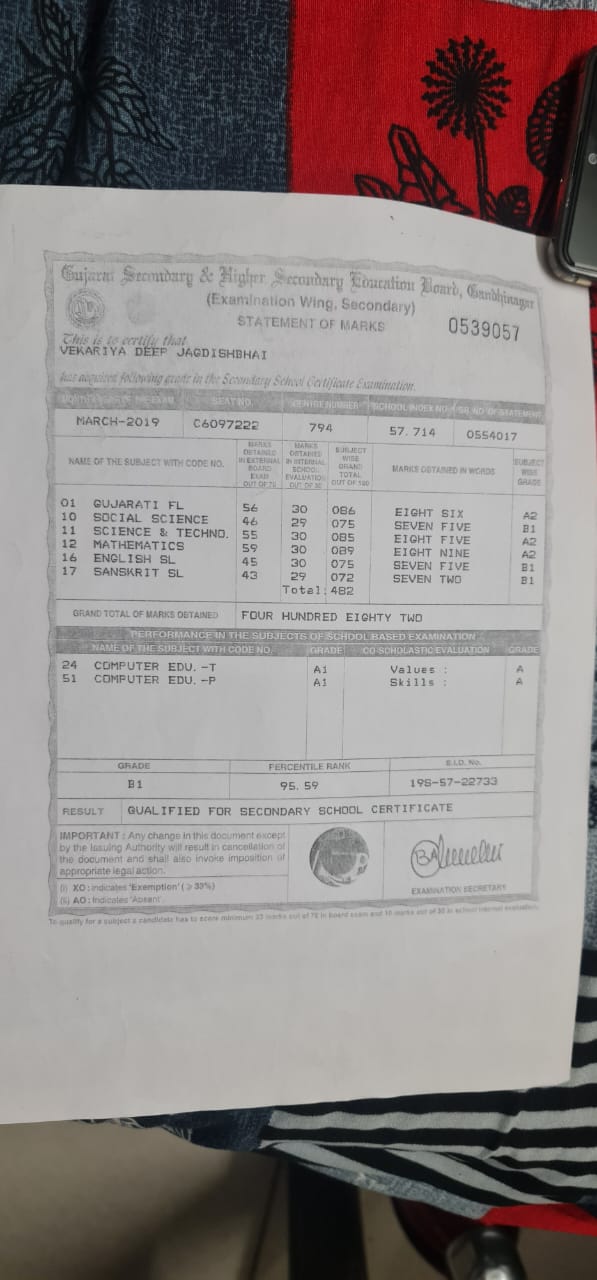 Gujarat Secondary & Higher Secondary Education Board, Gandhinagar
(Examination Wing, Secondary)
STATEMENT OF MARKS 0539057
This is to certify that
VEKARIYA DEEP JAGDISHBHAI
has acquired following grade in the Secondary School Certificate Examination.
SEAT NO. CENTRE NUMBER SCHOOL INDEX NO. SR. NO. OF STATEMENT
MARCH-2019 C6097222 794 57.714 0554017
NAME OF THE SUBJECT WITH CODE NO. MARKS OBTAINED IN EXTERNAL BOARD EXAM OUT OF 70 MARKS OBTAINED IN INTERNAL SCHOOL EVALUATION OUT OF 30 SUBJECT WISE GRAND TOTAL OUT OF 100 MARKS OBTAINED IN WORDS SUBJECT WISE GRADE
01 GUJARATI FL 56 30 086 EIGHT SIX A2
10 SOCIAL SCIENCE 46 29 075 SEVEN FIVE B1
11 SCIENCE & TECHNO. 55 30 085 EIGHT FIVE A2
12 MATHEMATICS 59 30 089 EIGHT NINE A2
16 ENGLISH SL 45 30 075 SEVEN FIVE B1
17 SANSKRIT SL 43 29 072 SEVEN TWO B1
Total: 482
GRAND TOTAL OF MARKS OBTAINED FOUR HUNDRED EIGHTY TWO
PERFORMANCE IN THE SUBJECTS OF SCHOOL BASED EXAMINATION
NAME OF THE SUBJECT WITH CODE NO. GRADE CO-SCHOLASTIC EVALUATION GRADE
24 COMPUTER EDU. -T A1 Values : A
51 COMPUTER EDU. -P A1 Skills : A
GRADE PERCENTILE RANK S.I.D. No.
B1 95.59 19S-57-22733
RESULT QUALIFIED FOR SECONDARY SCHOOL CERTIFICATE
IMPORTANT : Any change in this document except
by the Issuing Authority will result in cancellation of
the document and shall also invoke imposition of
appropriate legal action.
(i) XO : Indicates 'Exemption' (≥ 33%)
(ii) AO : Indicates 'Absent'.
EXAMINATION SECRETARY
To qualify for a subject a candidate has to score minimum 23 marks out of 70 in board exam and 10 marks out of 30 in school internal evaluation.